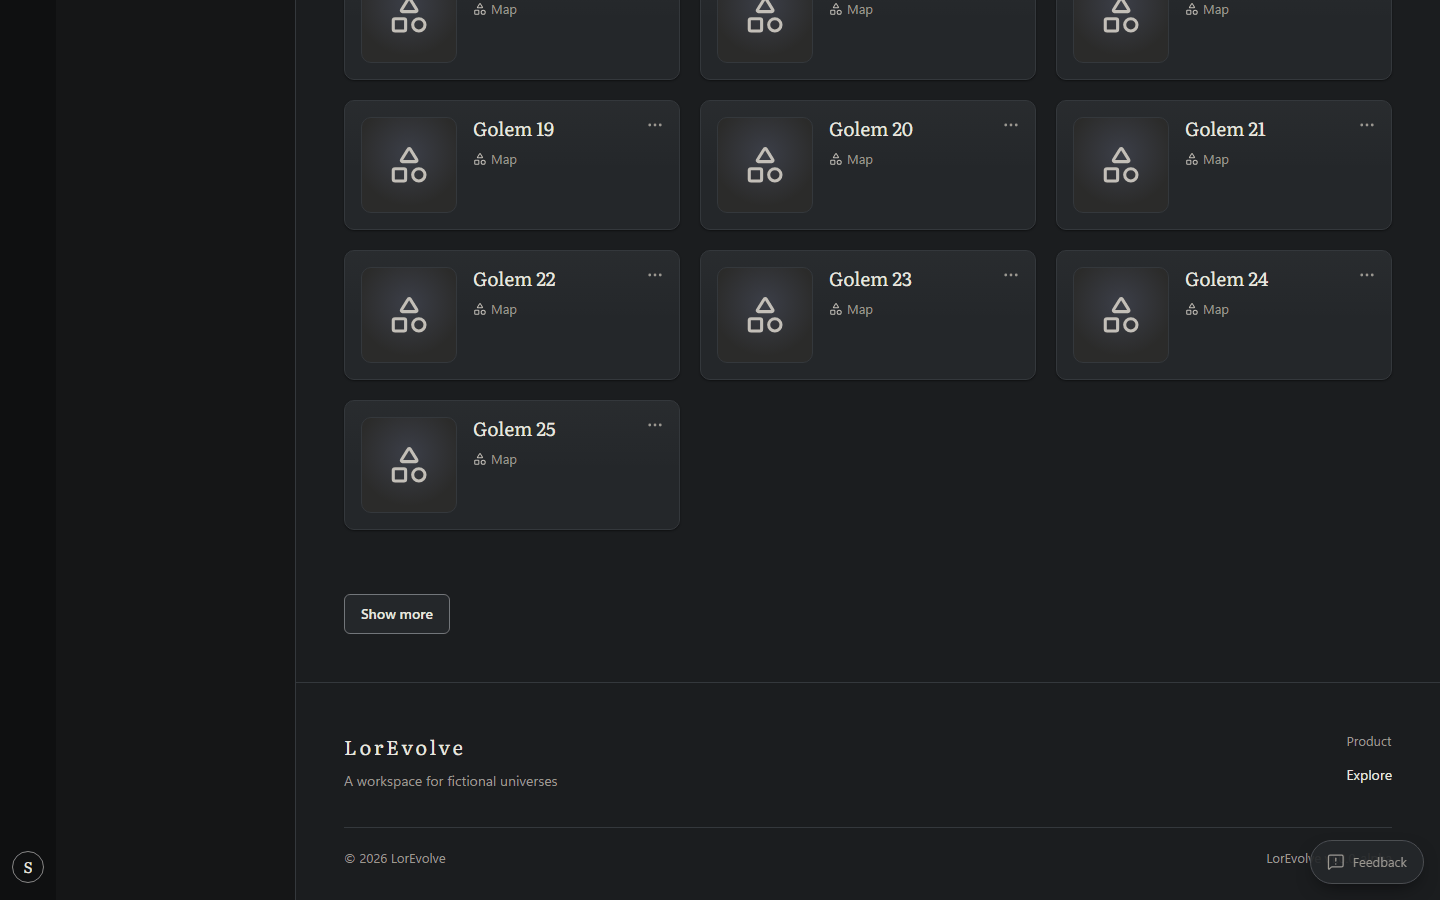 Map
Map
Map
Golem 19
Map
Golem 20
Map
Golem 21
Map
Golem 22
Map
Golem 23
Map
Golem 24
Map
Golem 25
Map
Show more
LorEvolve
A workspace for fictional universes
Product
Explore
© 2026 LorEvolve
Feedback
S